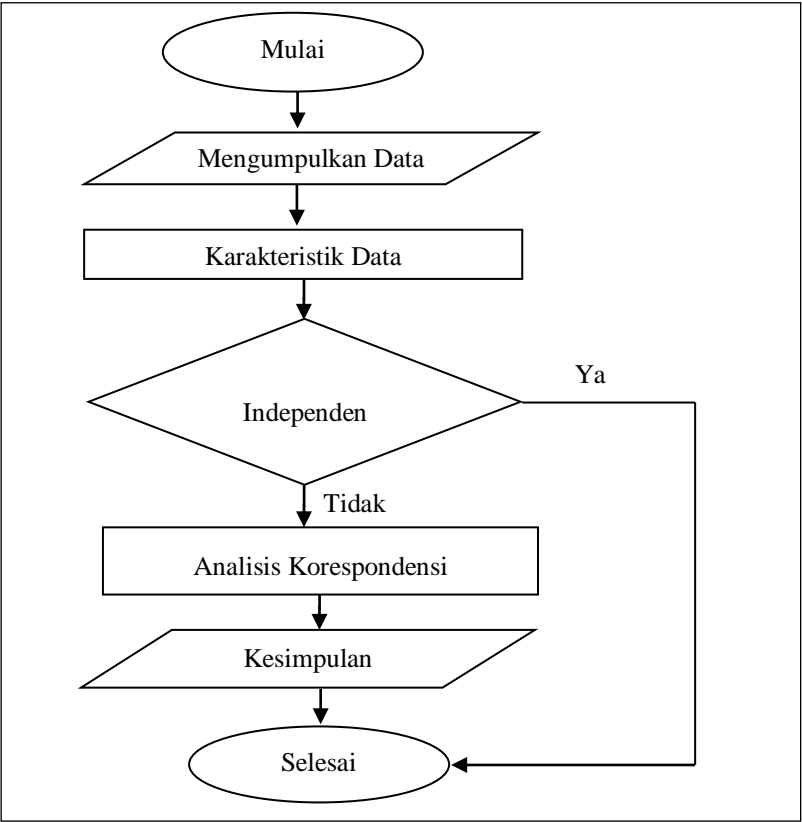 Mulai
Mengumpulkan Data
Karakteristik Data
Ya
Independen
Tidak
Analisis Korespondensi
Kesimpulan
Selesai